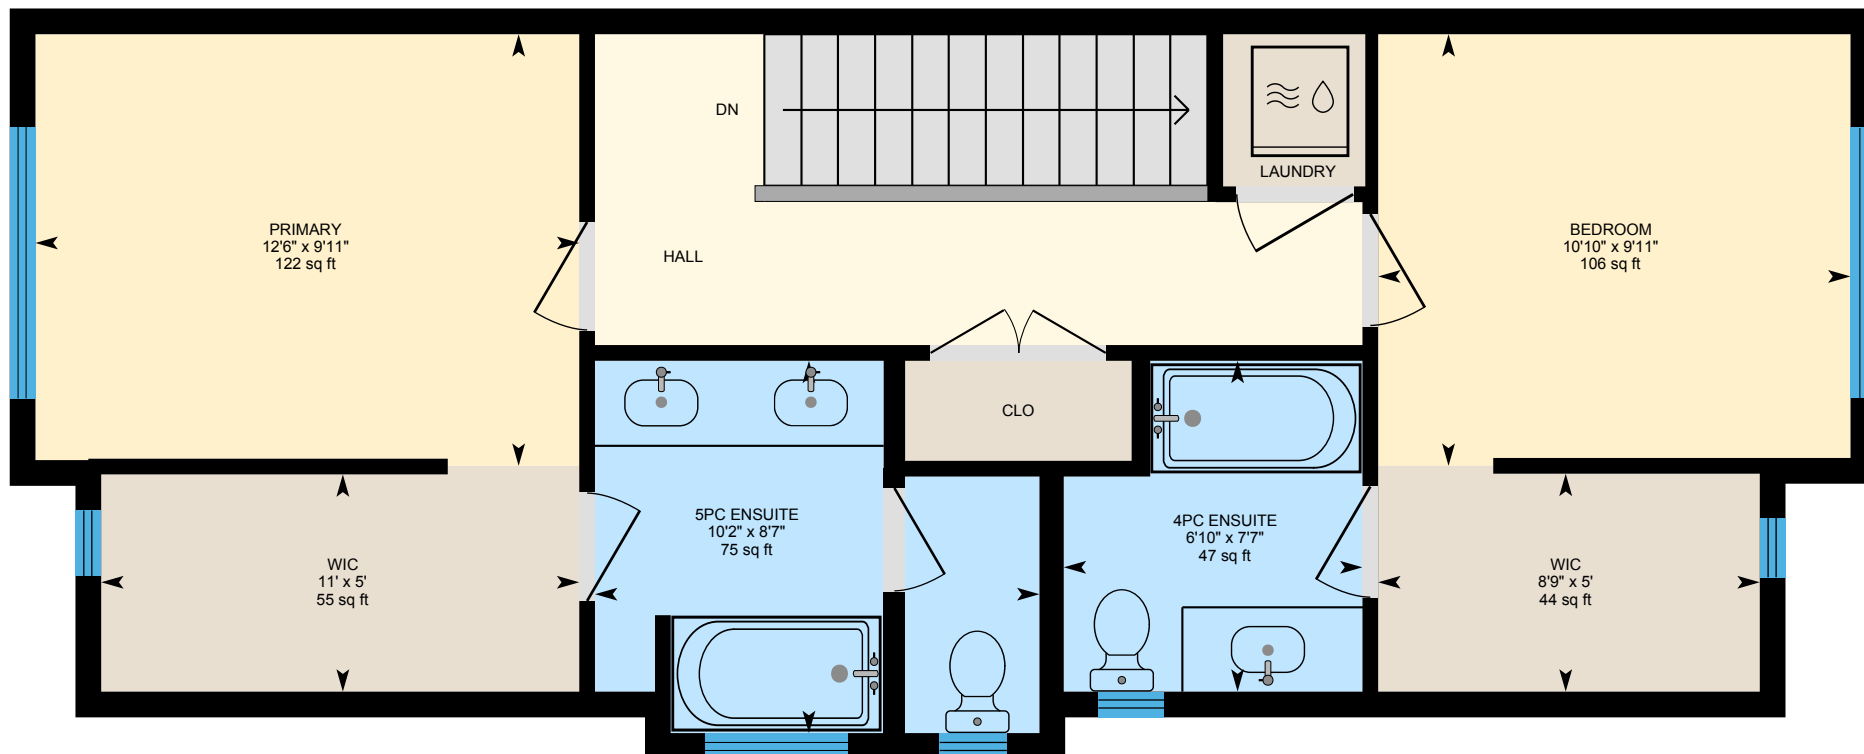 DN
LAUNDRY
PRIMARY
12'6" x 9'11"
122 sq ft
HALL
BEDROOM
10'10" x 9'11"
106 sq ft
CLO
5PC ENSUITE
10'2" x 8'7"
75 sq ft
4PC ENSUITE
6'10" x 7'7"
47 sq ft
WIC
11' x 5'
55 sq ft
WIC
8'9" x 5'
44 sq ft